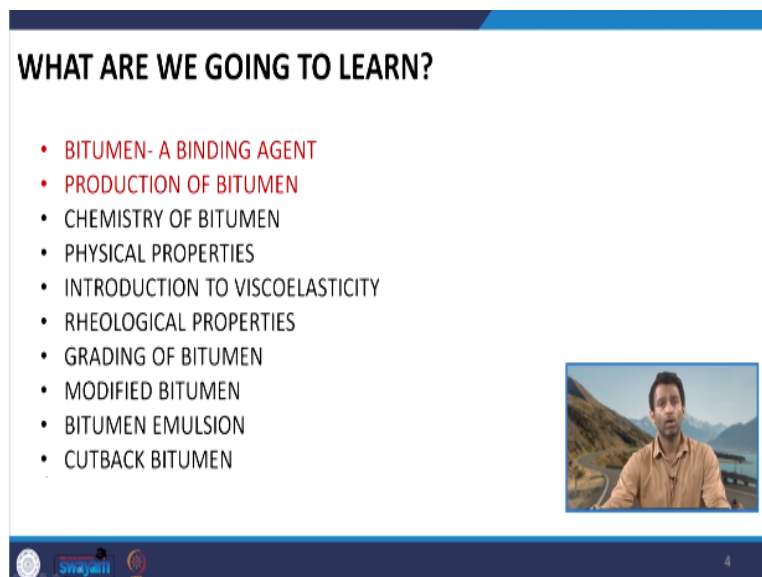 WHAT ARE WE GOING TO LEARN?
• BITUMEN- A BINDING AGENT
• PRODUCTION OF BITUMEN
• CHEMISTRY OF BITUMEN
• PHYSICAL PROPERTIES
• INTRODUCTION TO VISCOELASTICITY
• RHEOLOGICAL PROPERTIES
• GRADING OF BITUMEN
• MODIFIED BITUMEN
• BITUMEN EMULSION
• CUTBACK BITUMEN
swayam
4